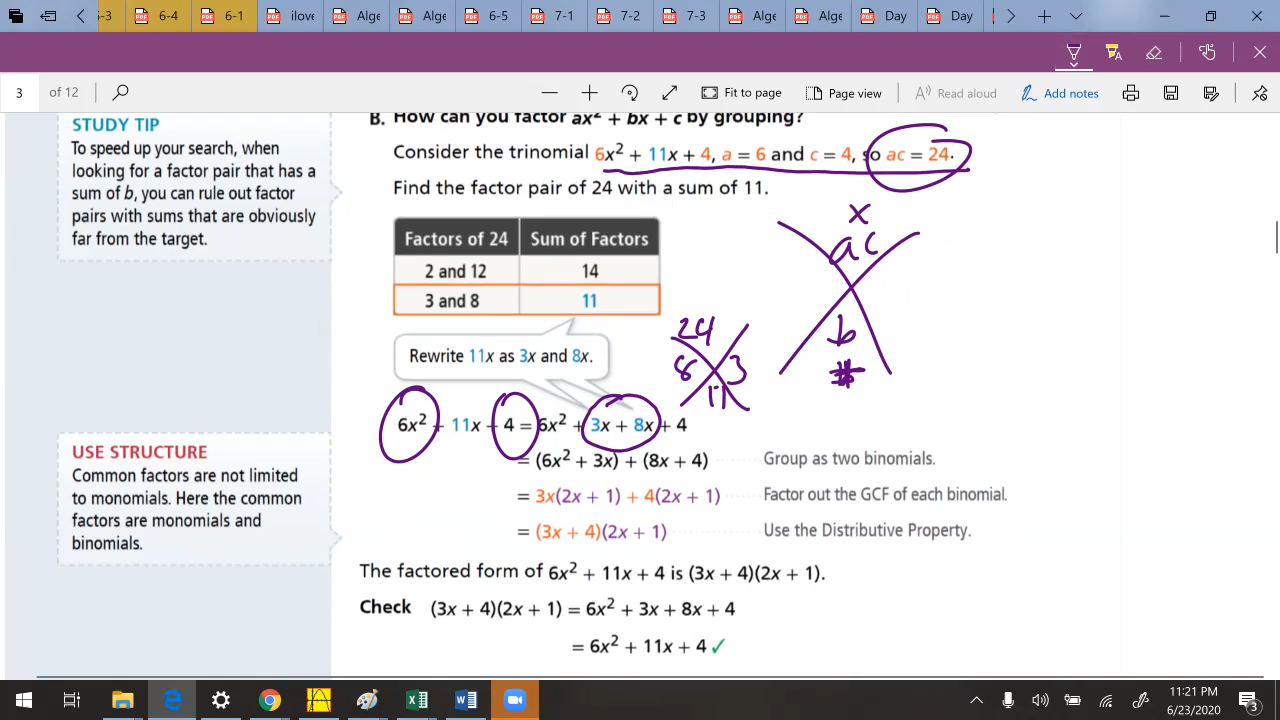 -3
6-4
6-1
ilove
Alge
Alge
6-5
7-1
7-2
7-3
Alge
Alge
Day
Day
3 of 12
Fit to page
Page view
Read aloud
Add notes
STUDY TIP
To speed up your search, when
looking for a factor pair that has a
sum of b, you can rule out factor
pairs with sums that are obviously
far from the target.
B. How can you factor ax² + bx + c by grouping?
Consider the trinomial 6x² + 11x + 4, a = 6 and c = 4, so ac = 24.
Find the factor pair of 24 with a sum of 11.
Factors of 24 Sum of Factors
2 and 12 14
3 and 8 11
x
ac
b
24
8 3
11
Rewrite 11x as 3x and 8x.
6x² + 11x + 4 = 6x² + 3x + 8x + 4
= (6x² + 3x) + (8x + 4) Group as two binomials.
= 3x(2x + 1) + 4(2x + 1) Factor out the GCF of each binomial.
= (3x + 4)(2x + 1) Use the Distributive Property.
USE STRUCTURE
Common factors are not limited
to monomials. Here the common
factors are monomials and
binomials.
The factored form of 6x² + 11x + 4 is (3x + 4)(2x + 1).
Check (3x + 4)(2x + 1) = 6x² + 3x + 8x + 4
= 6x² + 11x + 4 ✓
11:21 PM
6/23/2020
3